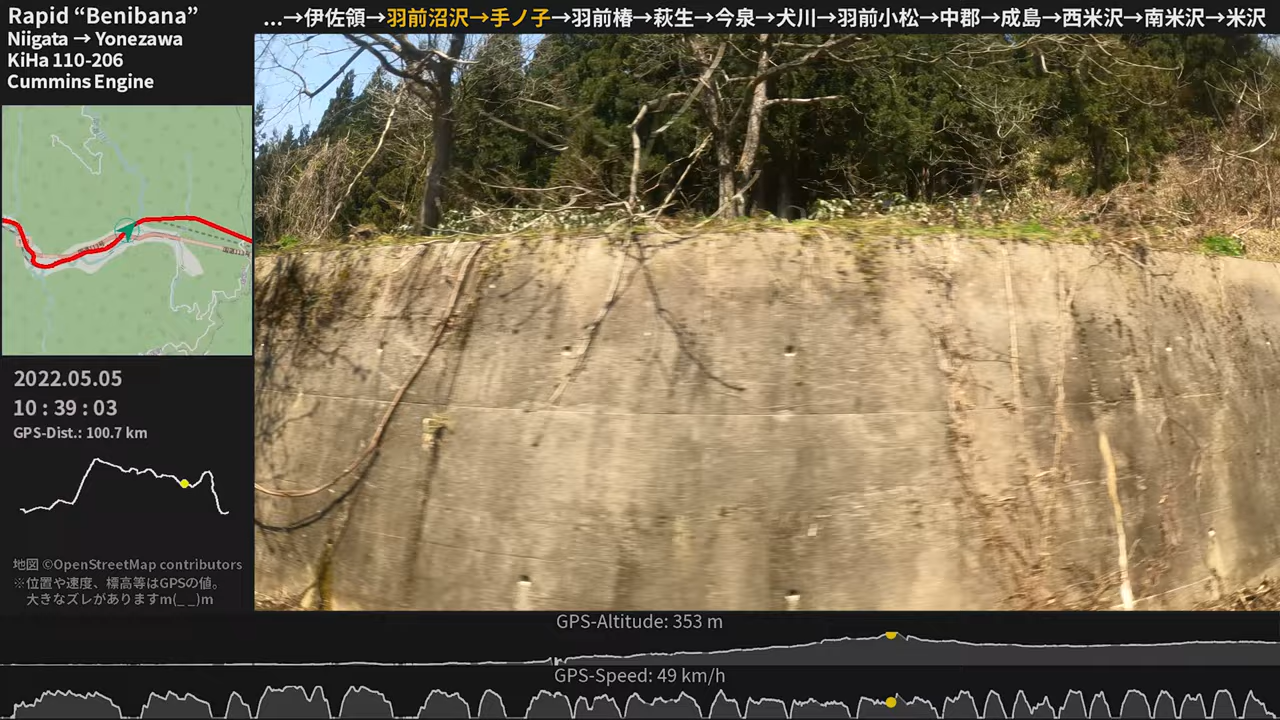 Rapid “Benibana”
Niigata → Yonezawa
KiHa 110-206
Cummins Engine
...→伊佐領→羽前沼沢→手ノ子→羽前椿→萩生→今泉→犬川→羽前小松→中郡→成島→西米沢→南米沢→米沢
2022.05.05
10 : 39 : 03
GPS-Dist.: 100.7 km
地図 ©OpenStreetMap contributors
※位置や速度、標高等はGPSの値。
大きなズレがありますm(_ _)m
GPS-Altitude: 353 m
GPS-Speed: 49 km/h